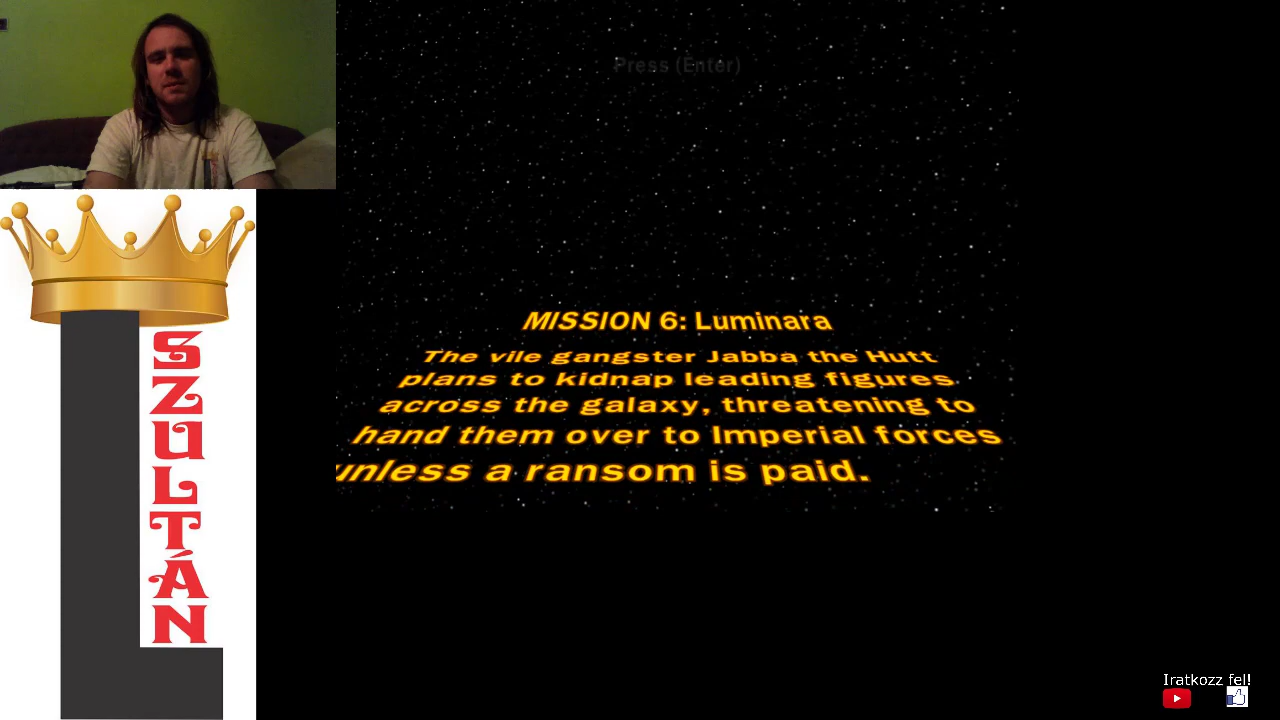 Press (Enter)
MISSION 6: Luminara
The vile gangster Jabba the Hutt
plans to kidnap leading figures
across the galaxy, threatening to
hand them over to Imperial forces
unless a ransom is paid.
L SZULTÁN
Iratkozz fel!